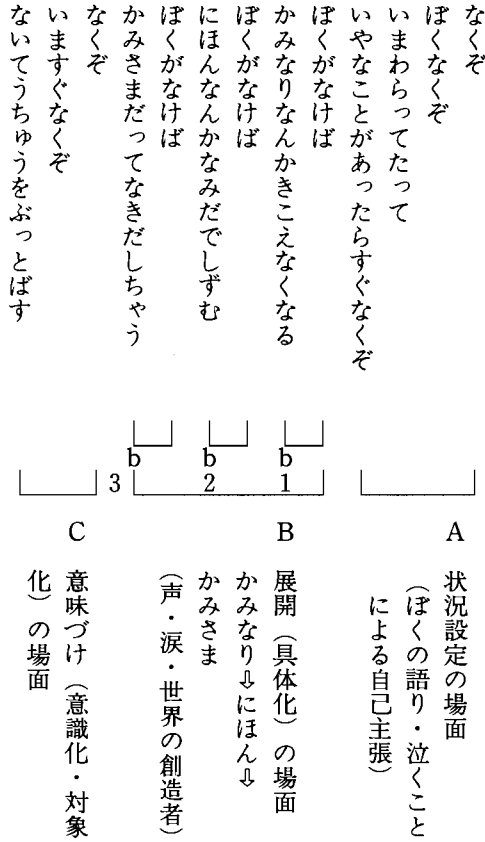 なくぞ
ぼくなくぞ
いまわらってたって
いやなことがあったらすぐなくぞ
ぼくがなけば
かみなりなんかきこえなくなる
ぼくがなけば
にほんなんかなみだでしずむ
ぼくがなけば
かみさまだってなきだしちゃう
なくぞ
いますぐなくぞ
ないてうちゅうをぶっとばす
b
1
b
2
b
3
A
状況設定の場面
(ぼくの語り・泣くこと
による自己主張)
B
展開(具体化)の場面
かみなり⇩にほん⇩
かみさま
(声・涙・世界の創造者)
C
意味づけ(意識化・対象
化)の場面